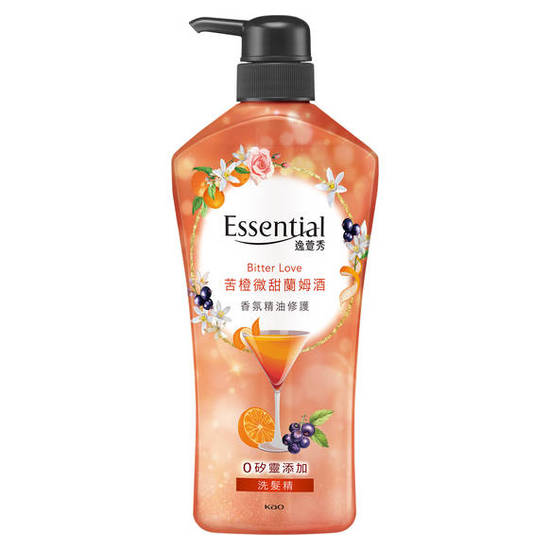 Essential
逸萱秀
Bitter Love
苦橙微甜蘭姆酒
香氛精油修護
0矽靈添加
洗髮精
Kao